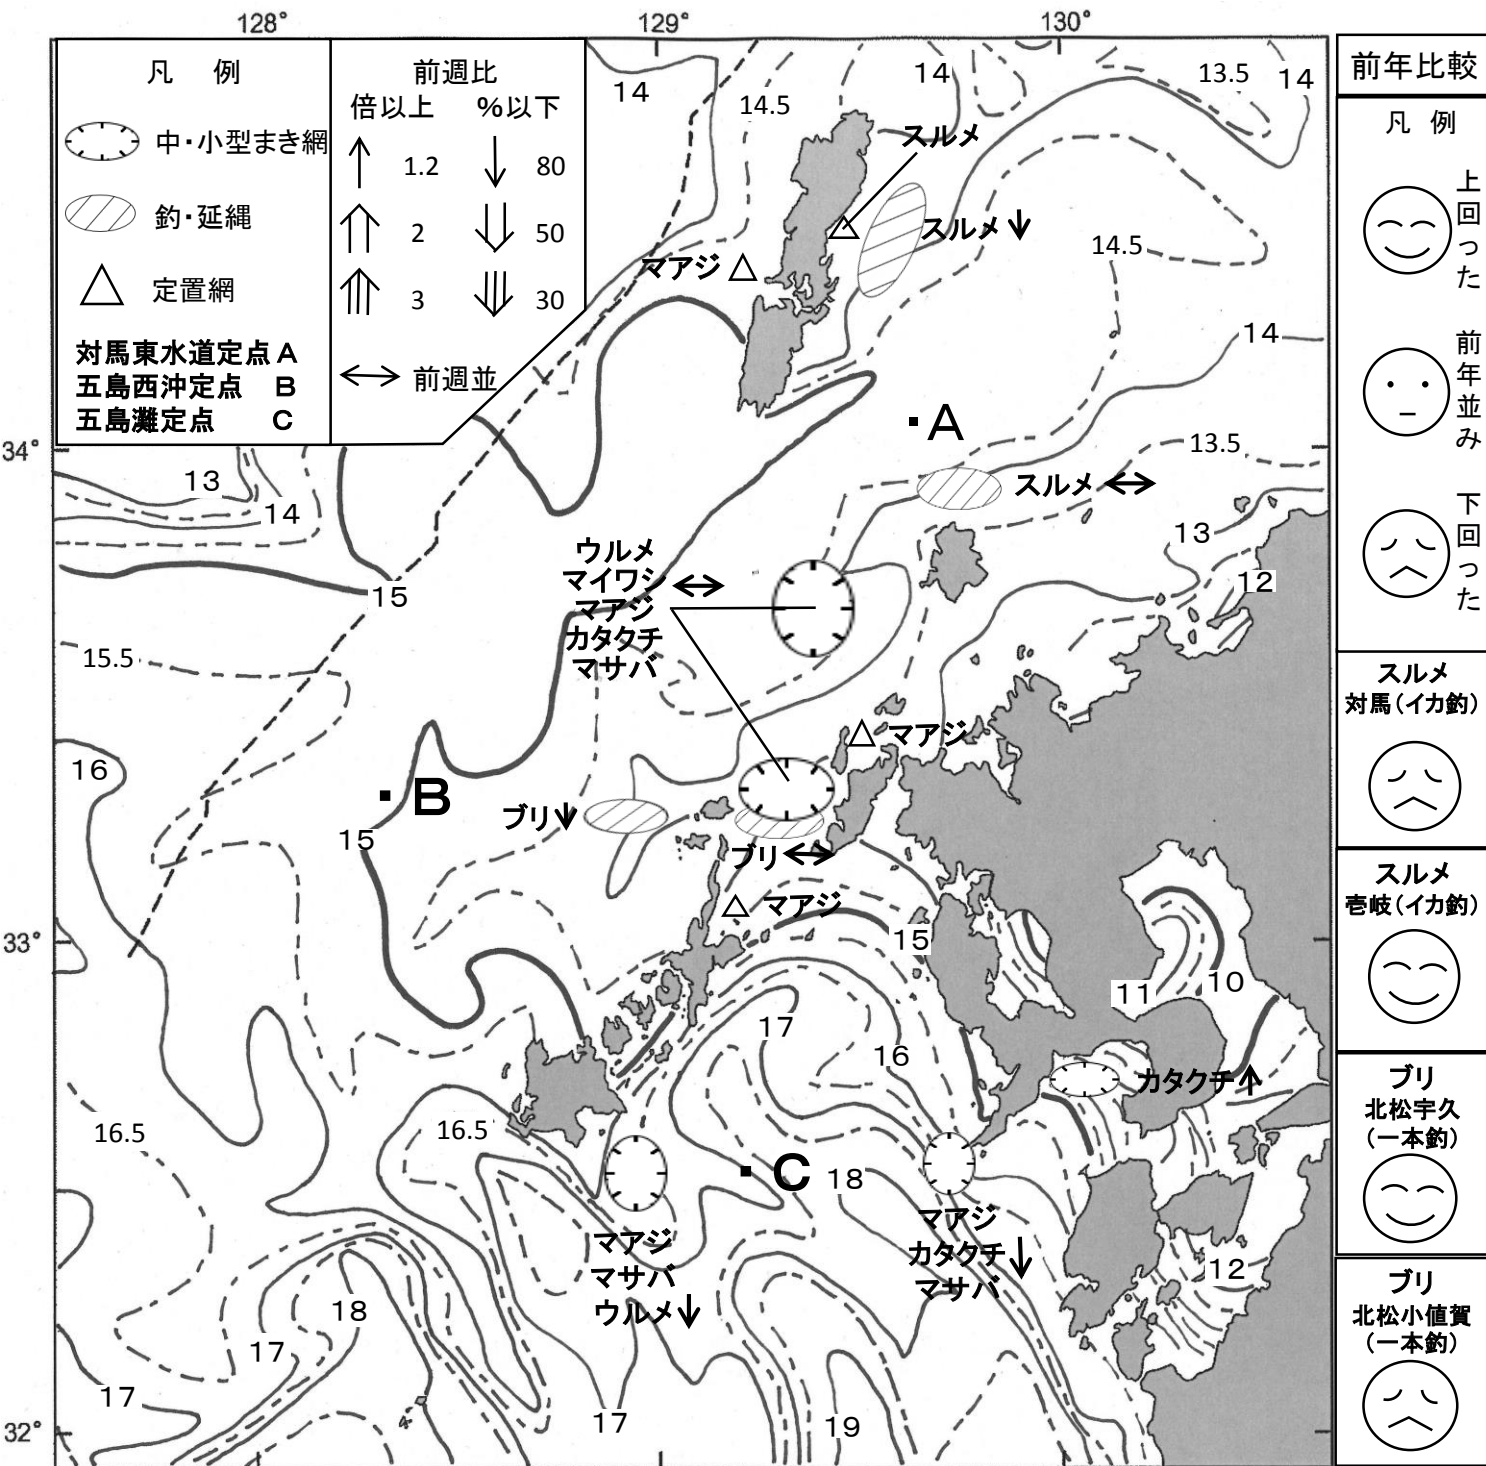 128°
129°
130°
凡 例
中・小型まき網
釣・延縄
定置網
対馬東水道定点 A
五島西沖定点 B
五島灘定点 C
前週比
倍以上 %以下
↑ 1.2 ↓ 80
⇑ 2 ⇓ 50
3 30
↔ 前週並
14
14.5
14
13.5
14
スルメ
スルメ↓
マアジ
14.5
14
34°
A
13.5
スルメ↔
13
14
13
12
15
ウルメ
マイワシ↔
マアジ
カタクチ
マサバ
15.5
16
マアジ
B
15
ブリ↓
ブリ↔
マアジ
33°
15
11
10
17
16
カタクチ↑
16.5
16.5
C
18
マアジ
カタクチ↓
マサバ
マアジ
マサバ
ウルメ↓
12
18
17
17
17
19
32°
前年比較
凡 例
上回った
前年並み
下回った
スルメ
対馬(イカ釣)
スルメ
壱岐(イカ釣)
ブリ
北松宇久
(一本釣)
ブリ
北松小値賀
(一本釣)